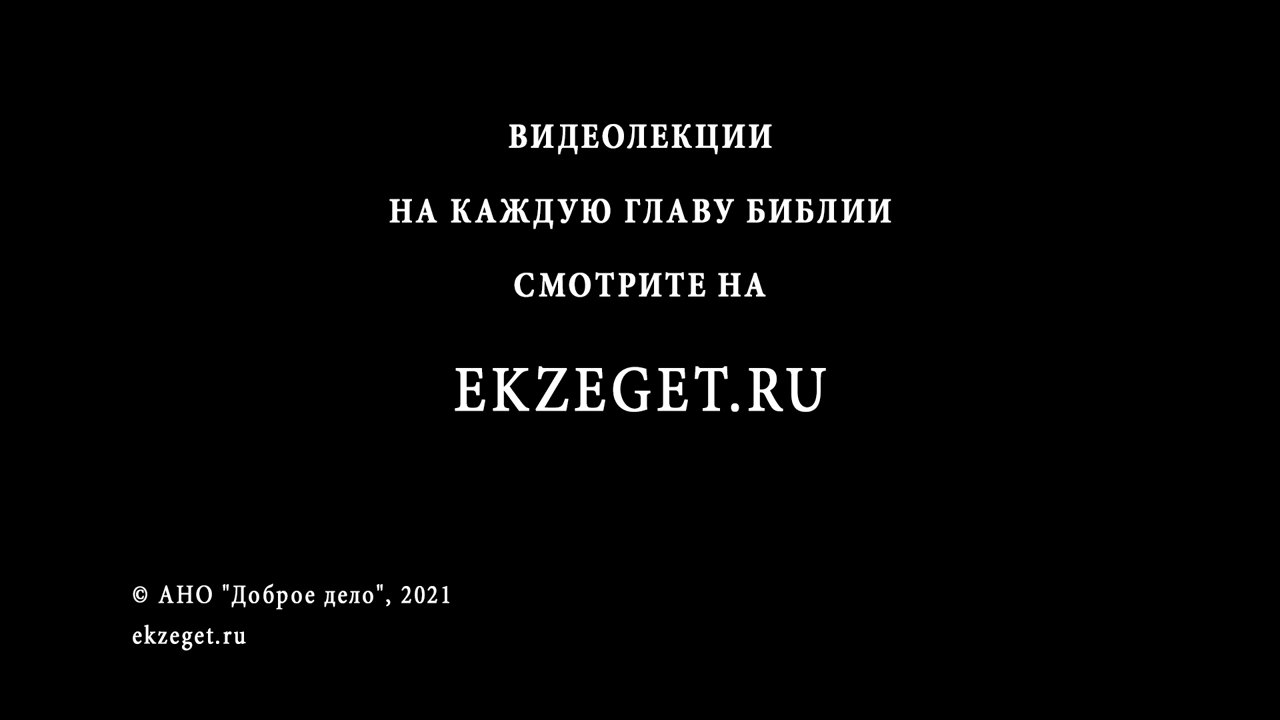 ВИДЕОЛЕКЦИИ
НА КАЖДУЮ ГЛАВУ БИБЛИИ
СМОТРИТЕ НА
EKZEGET.RU
© АНО "Доброе дело", 2021
ekzeget.ru